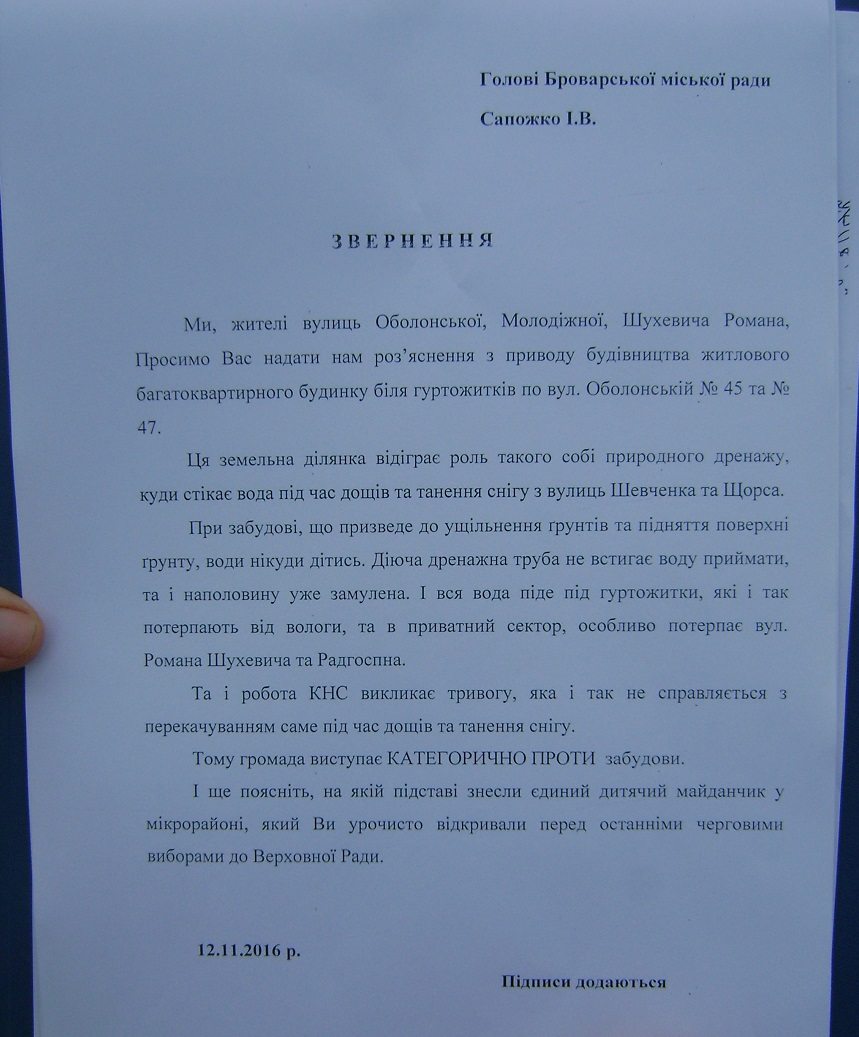 Голові Броварської міської ради
Сапожко І.В.
З В Е Р Н Е Н Н Я
Ми, жителі вулиць Оболонської, Молодіжної, Шухевича Романа,
Просимо Вас надати нам роз’яснення з приводу будівництва житлового
багатоквартирного будинку біля гуртожитків по вул. Оболонській № 45 та №
47.
Ця земельна ділянка відіграє роль такого собі природного дренажу,
куди стікає вода під час дощів та танення снігу з вулиць Шевченка та Щорса.
При забудові, що призведе до ущільнення ґрунтів та підняття поверхні
ґрунту, води нікуди дітись. Діюча дренажна труба не встигає воду приймати,
та і наполовину уже замулена. І вся вода піде під гуртожитки, які і так
потерпають від вологи, та в приватний сектор, особливо потерпає вул.
Романа Шухевича та Радгоспна.
Та і робота КНС викликає тривогу, яка і так не справляється з
перекачуванням саме під час дощів та танення снігу.
Тому громада виступає КАТЕГОРИЧНО ПРОТИ забудови.
І ще поясніть, на якій підставі знесли єдиний дитячий майданчик у
мікрорайоні, який Ви урочисто відкривали перед останніми черговими
виборами до Верховної Ради.
12.11.2016 р.
Підписи додаються